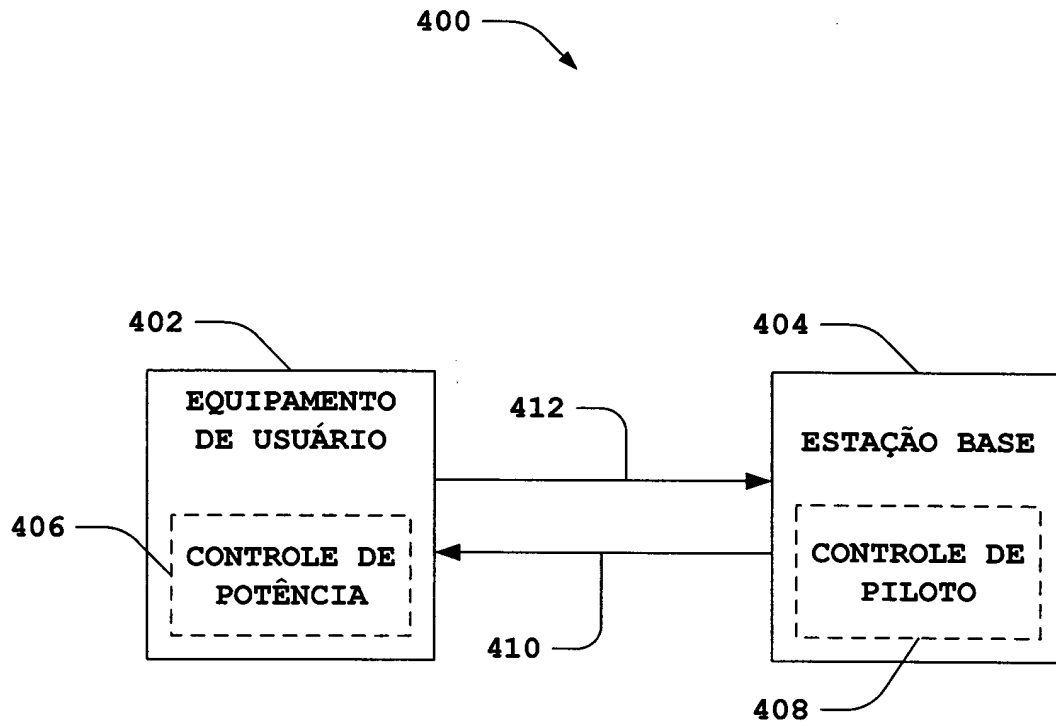 400
402
404
EQUIPAMENTO
DE USUÁRIO
412
ESTAÇÃO BASE
406
CONTROLE DE
POTÊNCIA
CONTROLE DE
PILOTO
410
408